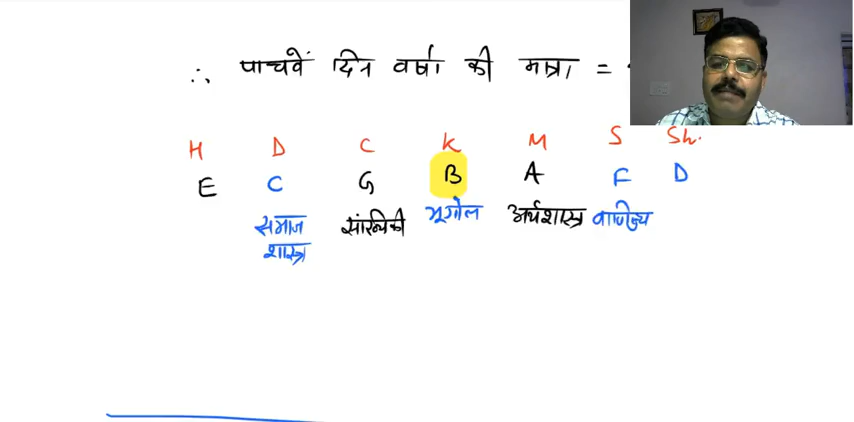 ∴ पाचवें दिन वर्षा की मात्रा =
H D C K M S Sh.
E C G B A F D
समाज शास्त्र सांख्यिकी भूगोल अर्थशास्त्र वाणिज्य